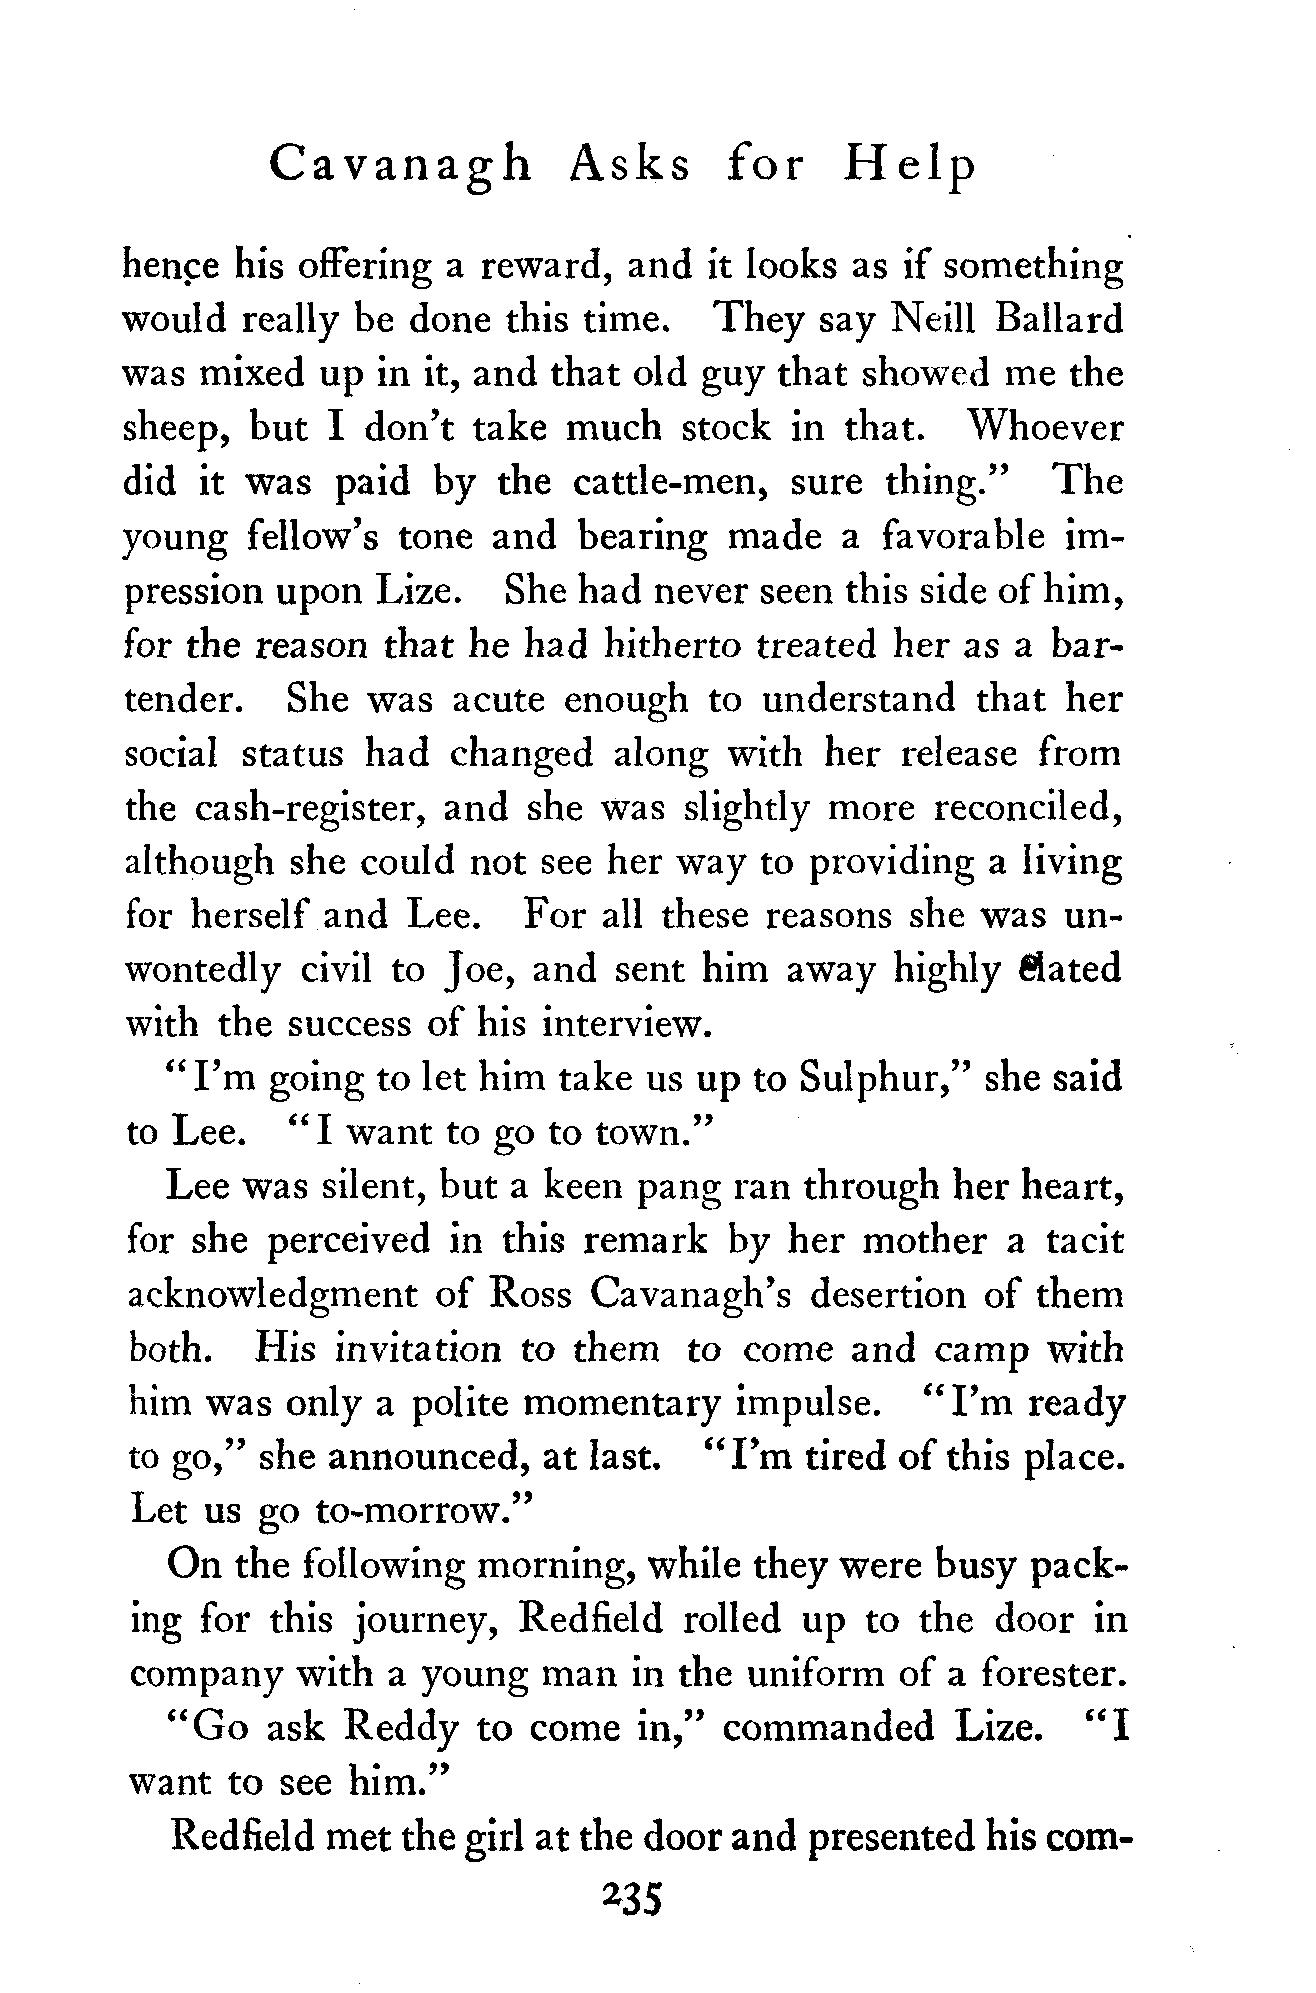 Cavanagh Asks for Help
hence his offering a reward, and it looks as if something
would really be done this time. They say Neill Ballard
was mixed up in it, and that old guy that showed me the
sheep, but I don't take much stock in that. Whoever
did it was paid by the cattle-men, sure thing." The
young fellow's tone and bearing made a favorable im-
pression upon Lize. She had never seen this side of him,
for the reason that he had hitherto treated her as a bar-
tender. She was acute enough to understand that her
social status had changed along with her release from
the cash-register, and she was slightly more reconciled,
although she could not see her way to providing a living
for herself and Lee. For all these reasons she was un-
wontedly civil to Joe, and sent him away highly elated
with the success of his interview.
"I'm going to let him take us up to Sulphur," she said
to Lee. "I want to go to town."
Lee was silent, but a keen pang ran through her heart,
for she perceived in this remark by her mother a tacit
acknowledgment of Ross Cavanagh's desertion of them
both. His invitation to them to come and camp with
him was only a polite momentary impulse. "I'm ready
to go," she announced, at last. "I'm tired of this place.
Let us go to-morrow."
On the following morning, while they were busy pack-
ing for this journey, Redfield rolled up to the door in
company with a young man in the uniform of a forester.
"Go ask Reddy to come in," commanded Lize. "I
want to see him."
Redfield met the girl at the door and presented his com-
235